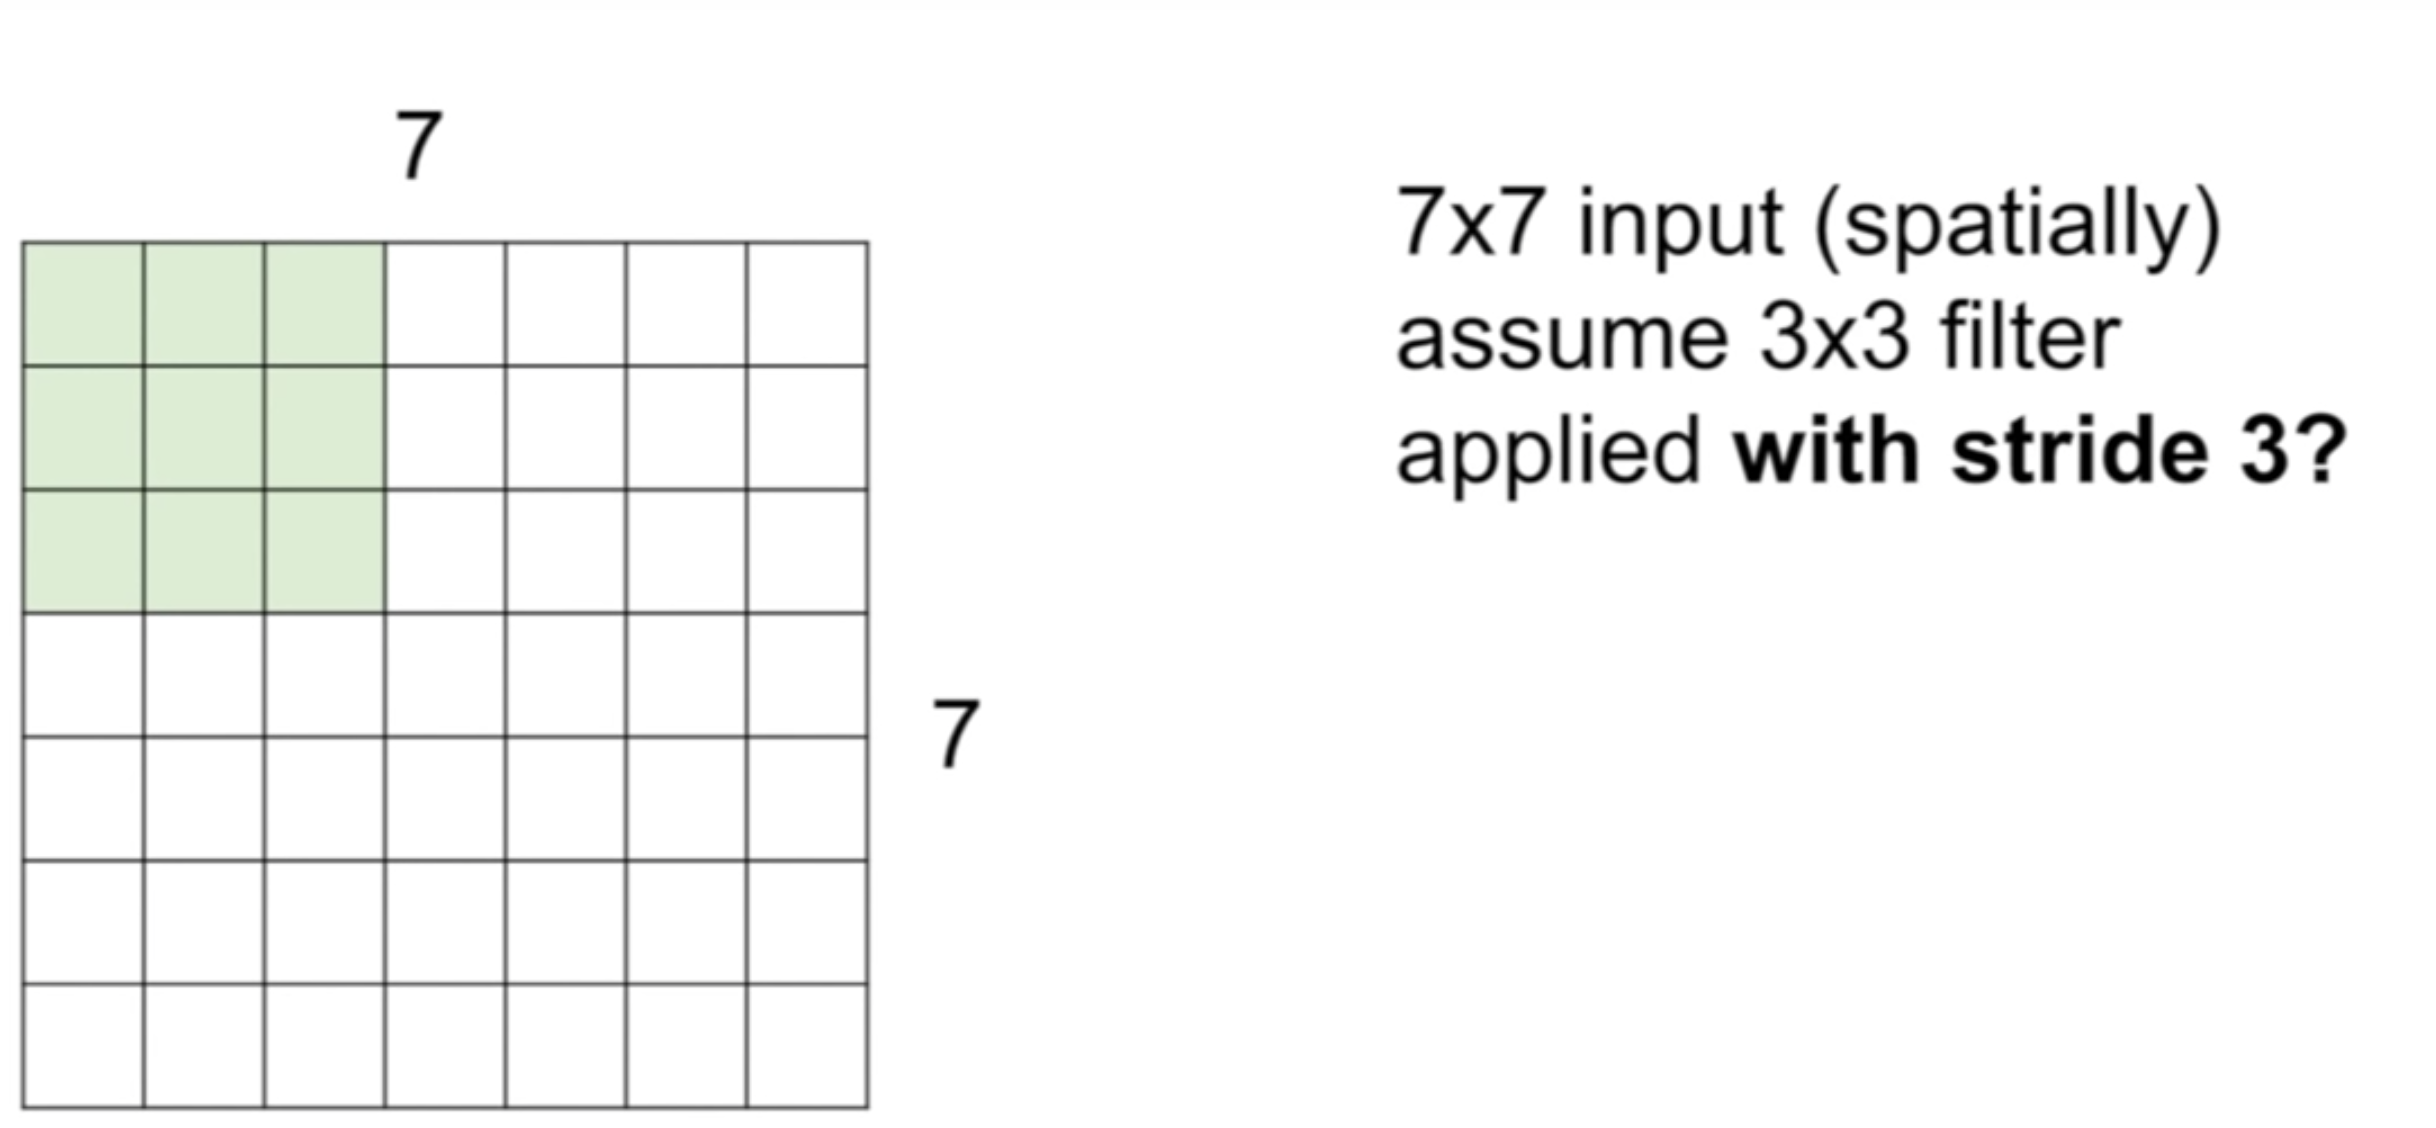 7
7x7 input (spatially)
assume 3x3 filter
applied with stride 3?
7